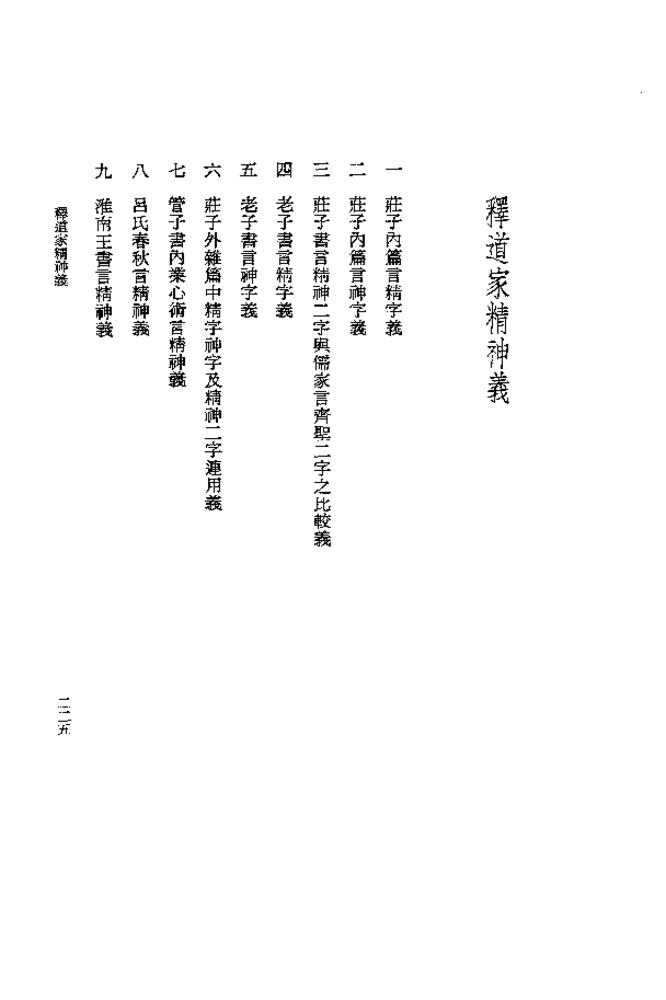 釋道家精神義
一　莊子內篇言精字義
二　莊子內篇言神字義
三　莊子書言精神二字與儒家言齊聖二字之比較義
四　老子書言精字義
五　老子書言神字義
六　莊子外雜篇中精字神字及精神二字連用義
七　管子書內業心術言精神義
八　呂氏春秋言精神義
九　淮南王書言精神義
釋道家精神義
二二五